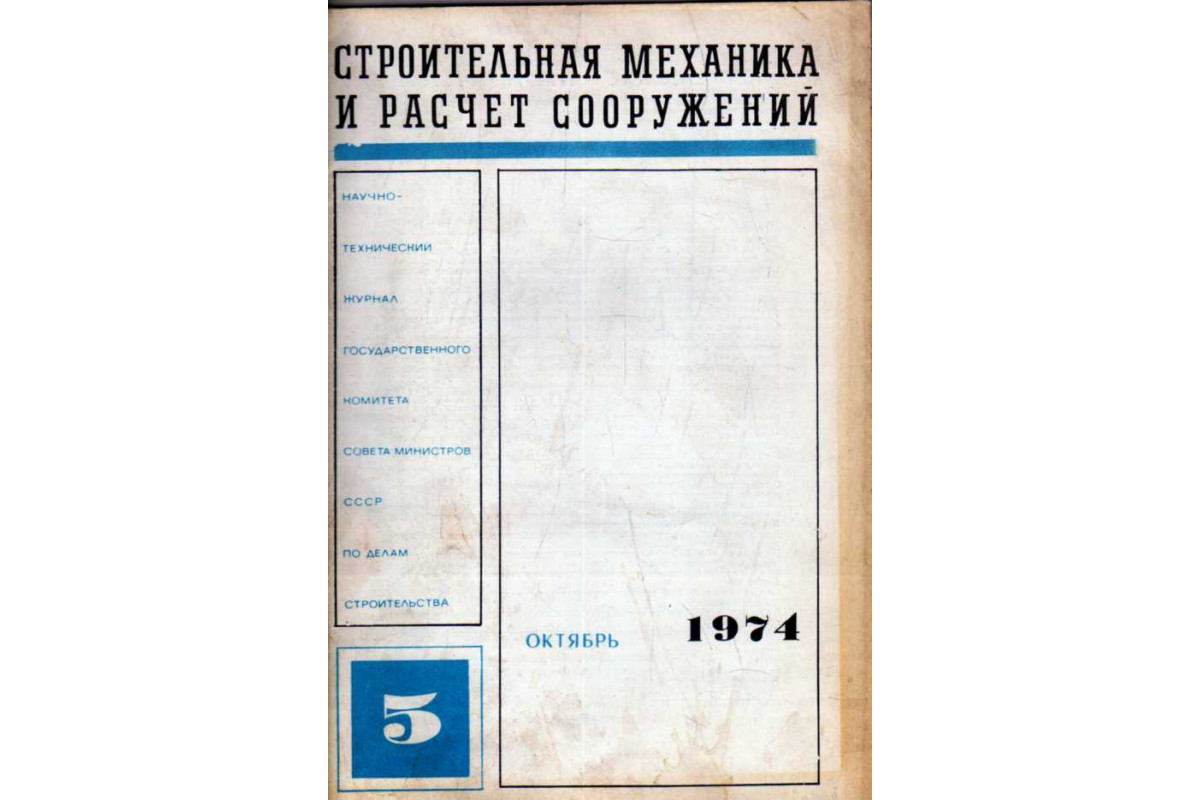 СТРОИТЕЛЬНАЯ МЕХАНИКА
И РАСЧЕТ СООРУЖЕНИЙ
НАУЧНО-
ТЕХНИЧЕСКИЙ
ЖУРНАЛ
ГОСУДАРСТВЕННОГО
КОМИТЕТА
СОВЕТА МИНИСТРОВ
СССР
ПО ДЕЛАМ
СТРОИТЕЛЬСТВА
ОКТЯБРЬ 1974
5